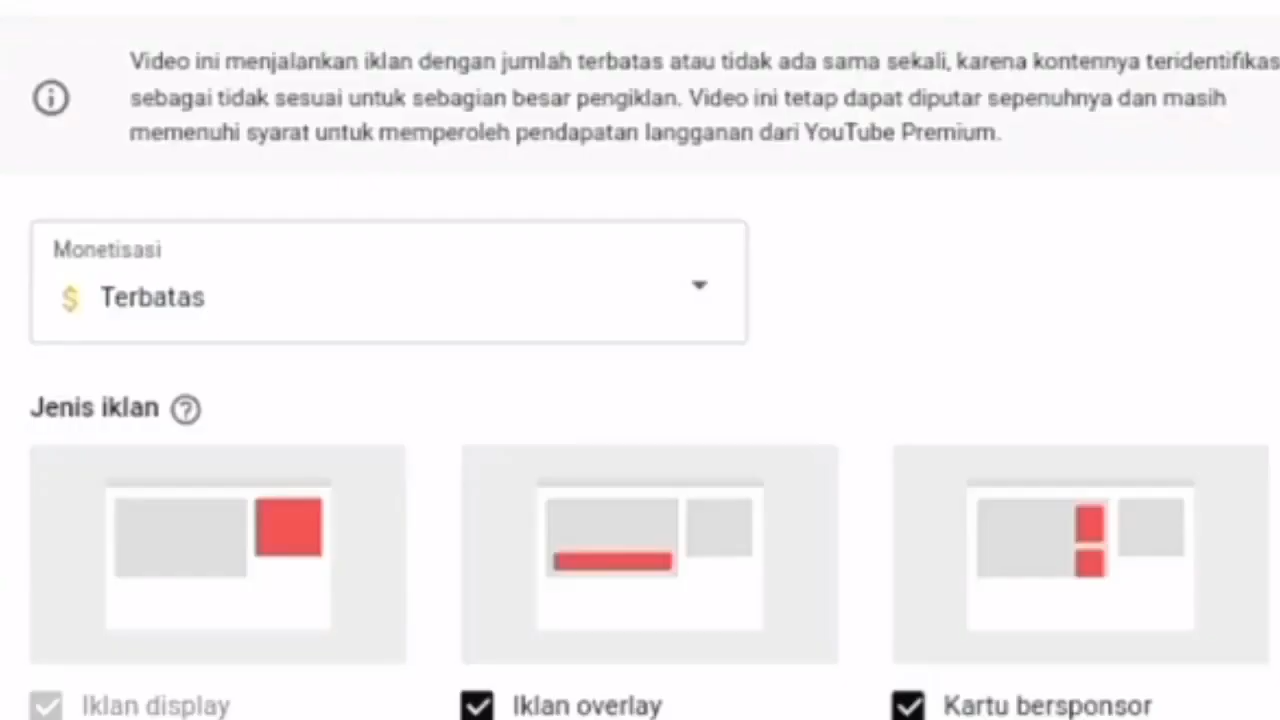 Video ini menjalankan iklan dengan jumlah terbatas atau tidak ada sama sekali, karena kontennya teridentifikas
sebagai tidak sesuai untuk sebagian besar pengiklan. Video ini tetap dapat diputar sepenuhnya dan masih
memenuhi syarat untuk memperoleh pendapatan langganan dari YouTube Premium.
Monetisasi
$ Terbatas
Jenis iklan ?
Iklan display
Iklan overlay
Kartu bersponsor